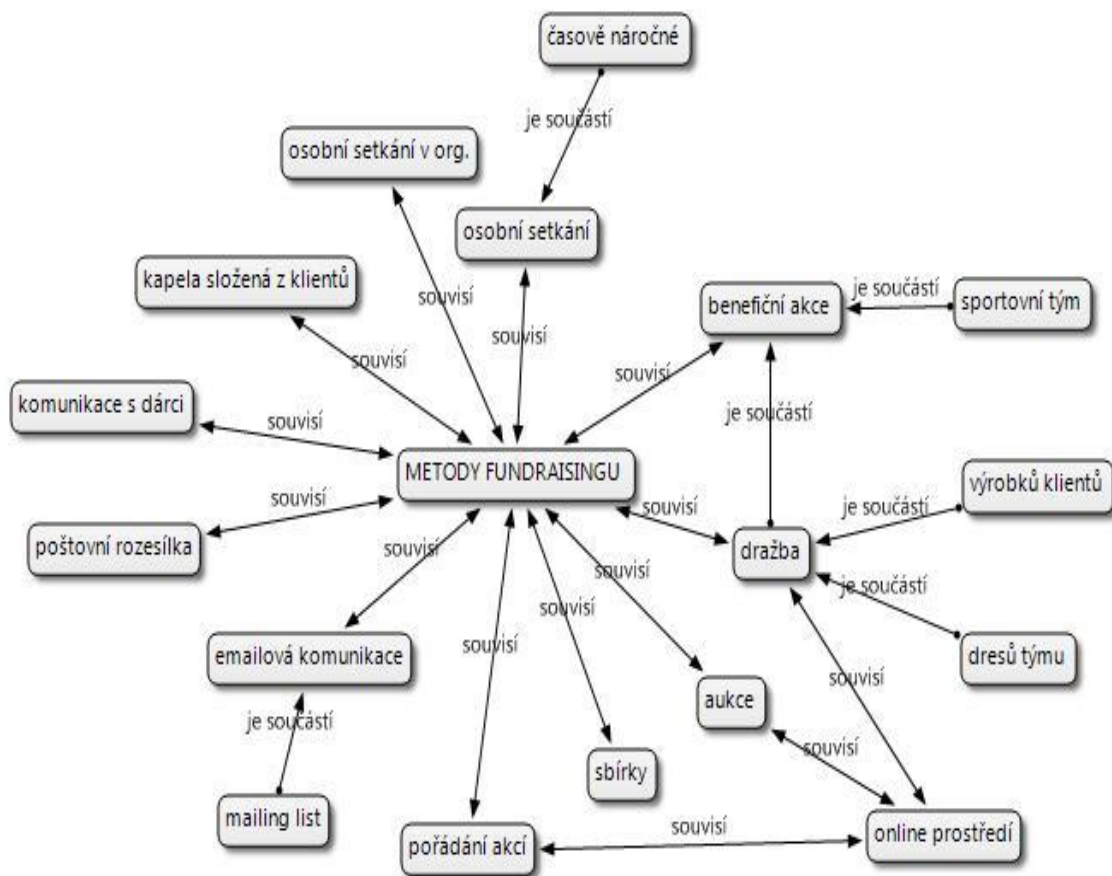 časově náročné
je součástí
osobní setkání v org.
osobní setkání
kapela složená z klientů
souvisí
benefiční akce
je součástí
sportovní tým
souvisí
souvisí
souvisí
komunikace s dárci
souvisí
je součástí
METODY FUNDRAISINGU
výrobků klientů
souvisí
souvisí
je součástí
poštovní rozesílka
dražba
souvisí
souvisí
je součástí
souvisí
emailová komunikace
souvisí
dresů týmu
souvisí
aukce
je součástí
souvisí
sbírky
mailing list
pořádání akcí
souvisí
online prostředí